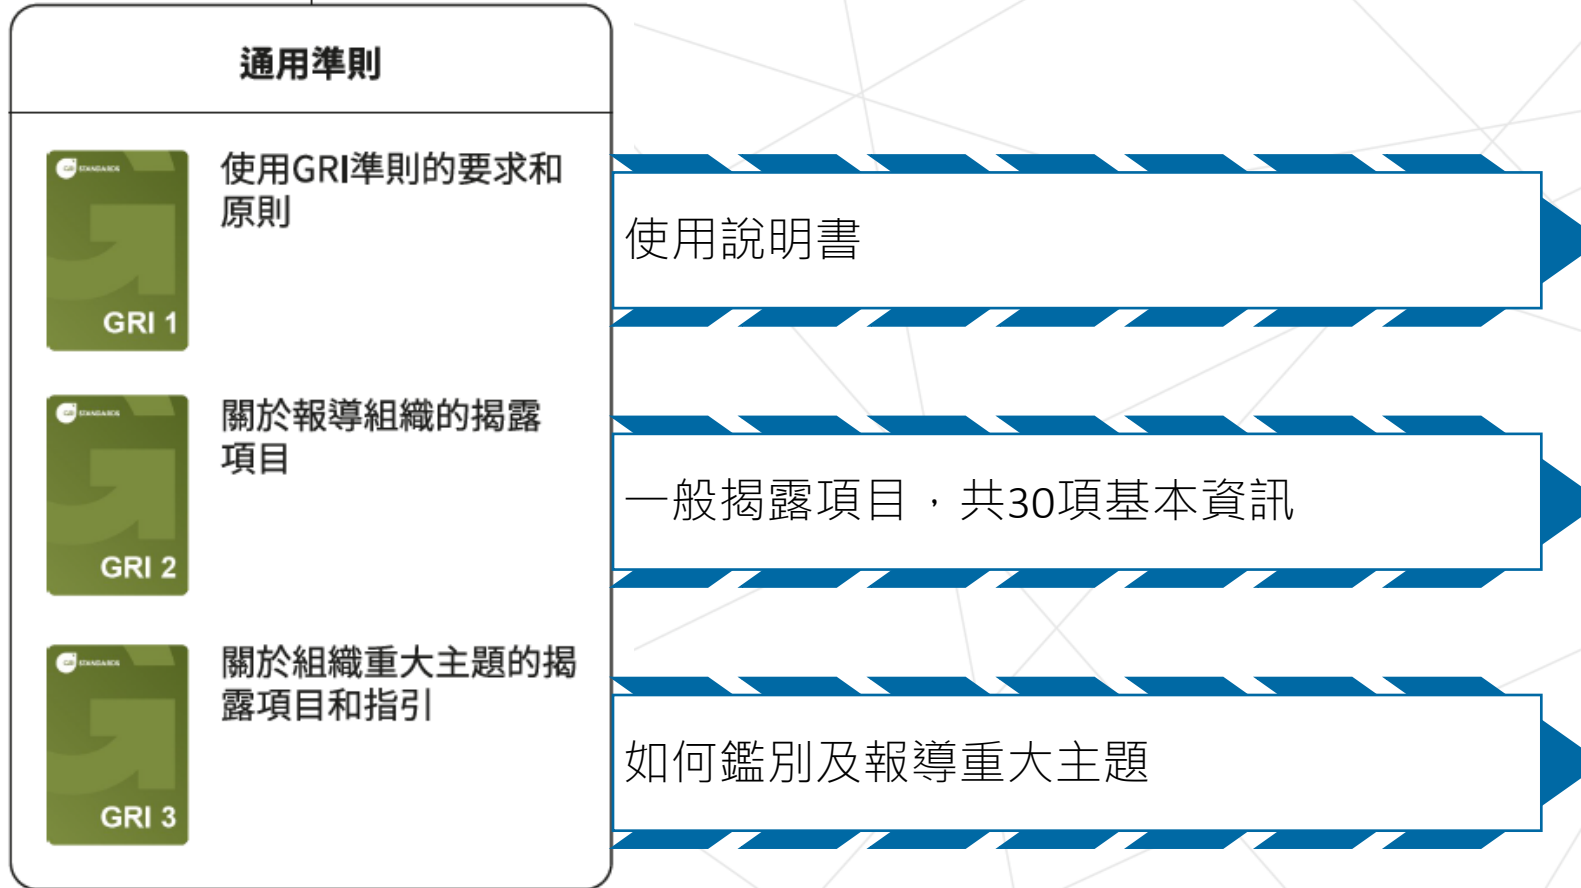 通用準則
使用GRI準則的要求和
原則
GRI 1
使用說明書
關於報導組織的揭露
項目
GRI 2
一般揭露項目，共30項基本資訊
關於組織重大主題的揭
露項目和指引
GRI 3
如何鑑別及報導重大主題